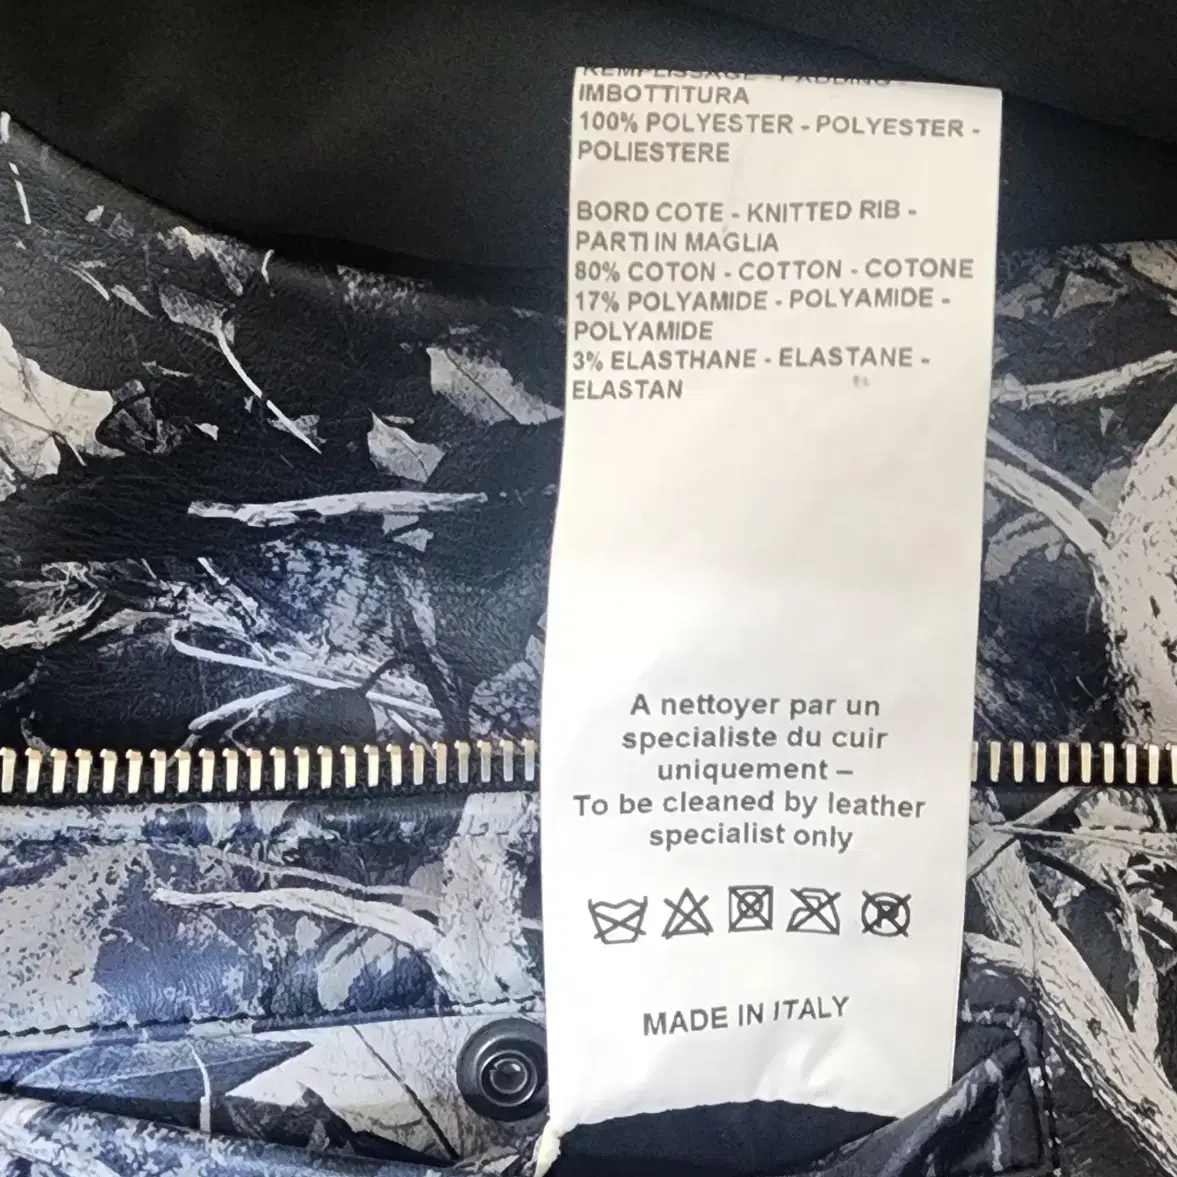 REMPLISSAGE - PADDING -
IMBOTTITURA
100% POLYESTER - POLYESTER -
POLIESTERE
BORD COTE - KNITTED RIB -
PARTI IN MAGLIA
80% COTON - COTTON - COTONE
17% POLYAMIDE - POLYAMIDE -
POLYAMIDE
3% ELASTHANE - ELASTANE -
ELASTAN
A nettoyer par un
specialiste du cuir
uniquement –
To be cleaned by leather
specialist only
MADE IN ITALY